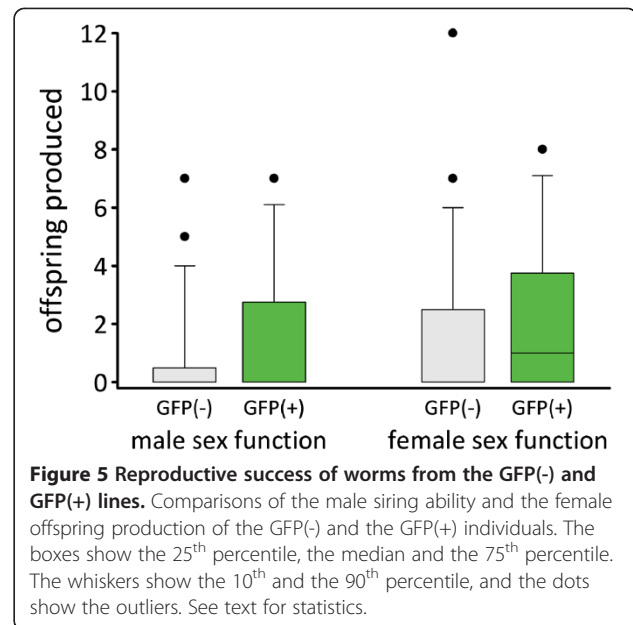 offspring produced
12
10
8
6
4
2
0
GFP(-) GFP(+) GFP(-) GFP(+)
male sex function female sex function
Figure 5 Reproductive success of worms from the GFP(-) and
GFP(+) lines. Comparisons of the male siring ability and the female
offspring production of the GFP(-) and the GFP(+) individuals. The
boxes show the 25th percentile, the median and the 75th percentile.
The whiskers show the 10th and the 90th percentile, and the dots
show the outliers. See text for statistics.